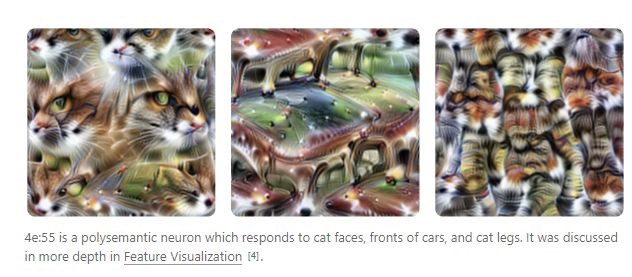 4e:55 is a polysemantic neuron which responds to cat faces, fronts of cars, and cat legs. It was discussed
in more depth in Feature Visualization [4].